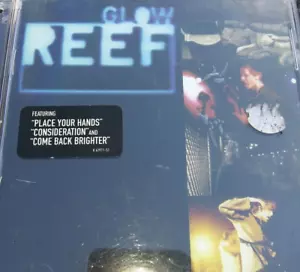 GLOW
REEF
FEATURING
"PLACE YOUR HANDS"
"CONSIDERATION" AND
"COME BACK BRIGHTER"